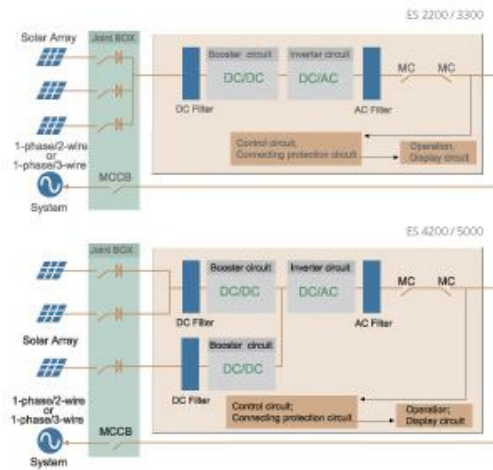 ES 2200 / 3300
Solar Array
Joint BOX
Booster circuit
Inverter circuit
DC/DC
DC/AC
MC
MC
DC Filter
AC Filter
1-phase/2-wire
or
1-phase/3-wire
Control circuit;
Connecting protection circuit
Operation;
Display circuit
MCCB
System
ES 4200 / 5000
Joint BOX
Booster circuit
Inverter circuit
DC/DC
DC/AC
MC
MC
DC Filter
AC Filter
Solar Array
Booster circuit
DC/DC
DC Filter
1-phase/2-wire
or
1-phase/3-wire
Control circuit;
Connecting protection circuit
Operation;
Display circuit
MCCB
System